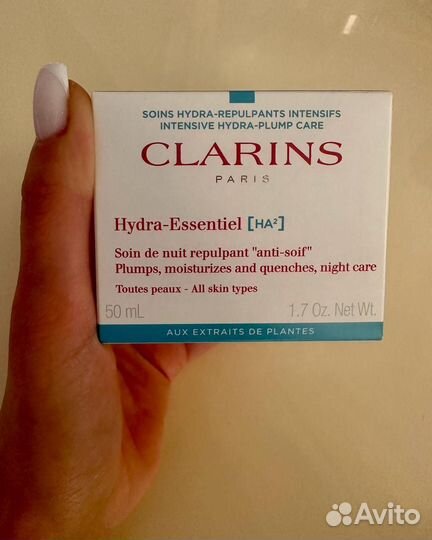 SOINS HYDRA-REPULPANTS INTENSIFS
INTENSIVE HYDRA-PLUMP CARE
CLARINS
PARIS
Hydra-Essentiel [HA²]
Soin de nuit repulpant "anti-soif"
Plumps, moisturizes and quenches, night care
Toutes peaux - All skin types
50 mL 1.7 Oz. Net Wt.
AUX EXTRAITS DE PLANTES
Avito